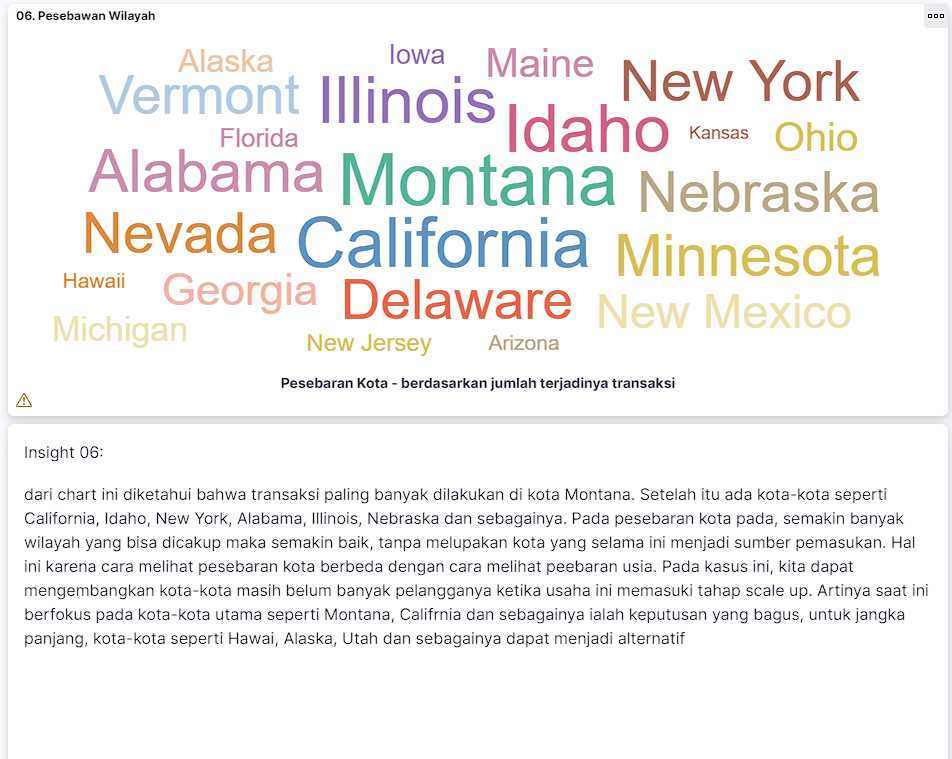 06. Pesebawan Wilayah
Alaska
Iowa
Maine
New York
Vermont
Illinois
Idaho
Kansas
Ohio
Florida
Alabama
Montana
Nebraska
Nevada
California
Minnesota
Hawaii
Georgia
Delaware
New Mexico
Michigan
New Jersey
Arizona
Pesebaran Kota - berdasarkan jumlah terjadinya transaksi
Insight 06:
dari chart ini diketahui bahwa transaksi paling banyak dilakukan di kota Montana. Setelah itu ada kota-kota seperti
California, Idaho, New York, Alabama, Illinois, Nebraska dan sebagainya. Pada pesebaran kota pada, semakin banyak
wilayah yang bisa dicakup maka semakin baik, tanpa melupakan kota yang selama ini menjadi sumber pemasukan. Hal
ini karena cara melihat pesebaran kota berbeda dengan cara melihat peebaran usia. Pada kasus ini, kita dapat
mengembangkan kota-kota masih belum banyak pelangganya ketika usaha ini memasuki tahap scale up. Artinya saat ini
berfokus pada kota-kota utama seperti Montana, Califrnia dan sebagainya ialah keputusan yang bagus, untuk jangka
panjang, kota-kota seperti Hawai, Alaska, Utah dan sebagainya dapat menjadi alternatif